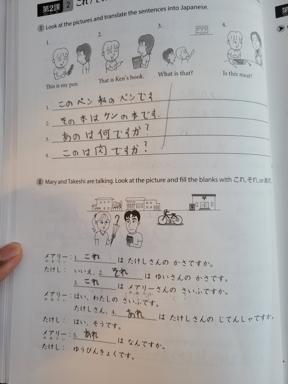 第2課 2
Ⓘ Look at the pictures and translate the sentences into Japanese.
1. 2. 3. 4.
This is my pen. That is Ken's book. What is that? Is this meat?
1. このペン 私のペンです
2. その本は ケンの本です.
3. あのは何ですか?
4. このは肉ですか?
Ⓘ Mary and Takeshi are talking. Look at the picture and fill the blanks with これ, それ, or あれ.
メアリー: 1. これ は たけしさんの かさですか。
たけし: いいえ、2. それ は ゆいさんの かさです。
3. これ は メアリーさんの さいふですか。
メアリー: はい、わたしの さいふです。
たけしさん、4. あれ は たけしさんの じてんしゃですか。
たけし: はい、そうです。
メアリー: 5. あれ は なんですか。
たけし: ゆうびんきょくです。